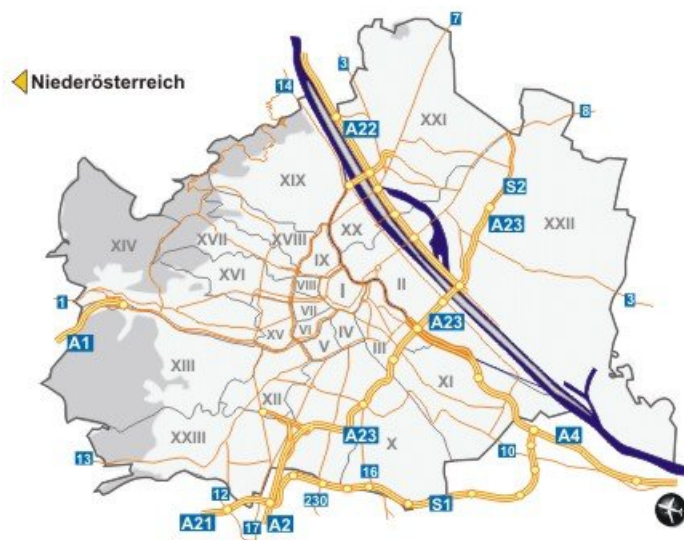 7
3
Niederösterreich
14
A22
XXI
8
XIX
S2
XX
A23
XXII
XIV
XVII
XVIII
IX
XVI
VIII
I
II
1
VII
3
A23
VI
IV
A1
XV
V
III
XIII
XI
XII
XXIII
A23
X
A4
10
13
16
12
230
S1
A21
17
A2